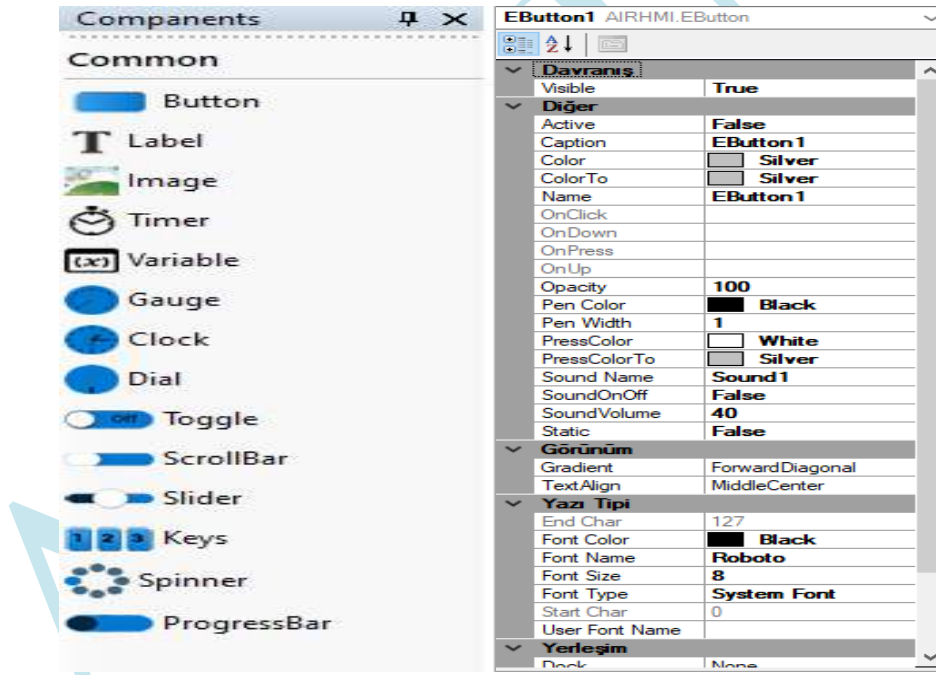 Companents
Common
Button
Label
Image
Timer
(x) Variable
Gauge
Clock
Dial
Off Toggle
ScrollBar
Slider
1 2 3 Keys
Spinner
ProgressBar
EButton1 AIRHMI.EButton
Davranış
Visible True
Diğer
Active False
Caption EButton1
Color Silver
ColorTo Silver
Name EButton1
OnClick
OnDown
OnPress
OnUp
Opacity 100
Pen Color Black
Pen Width 1
PressColor White
PressColorTo Silver
Sound Name Sound1
SoundOnOff False
SoundVolume 40
Static False
Görünüm
Gradient ForwardDiagonal
TextAlign MiddleCenter
Yazı Tipi
End Char 127
Font Color Black
Font Name Roboto
Font Size 8
Font Type System Font
Start Char 0
User Font Name
Yerleşim
Dock None